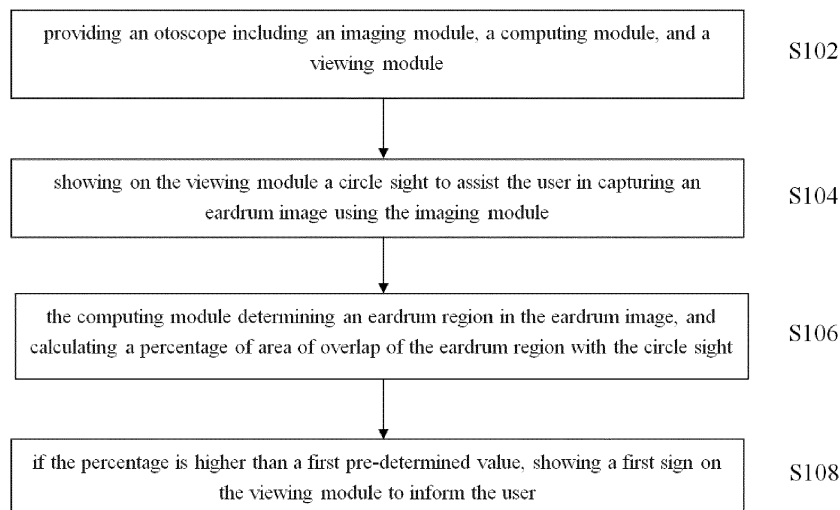 providing an otoscope including an imaging module, a computing module, and a
viewing module
S102
showing on the viewing module a circle sight to assist the user in capturing an
eardrum image using the imaging module
S104
the computing module determining an eardrum region in the eardrum image, and
calculating a percentage of area of overlap of the eardrum region with the circle sight
S106
if the percentage is higher than a first pre-determined value, showing a first sign on
the viewing module to inform the user
S108